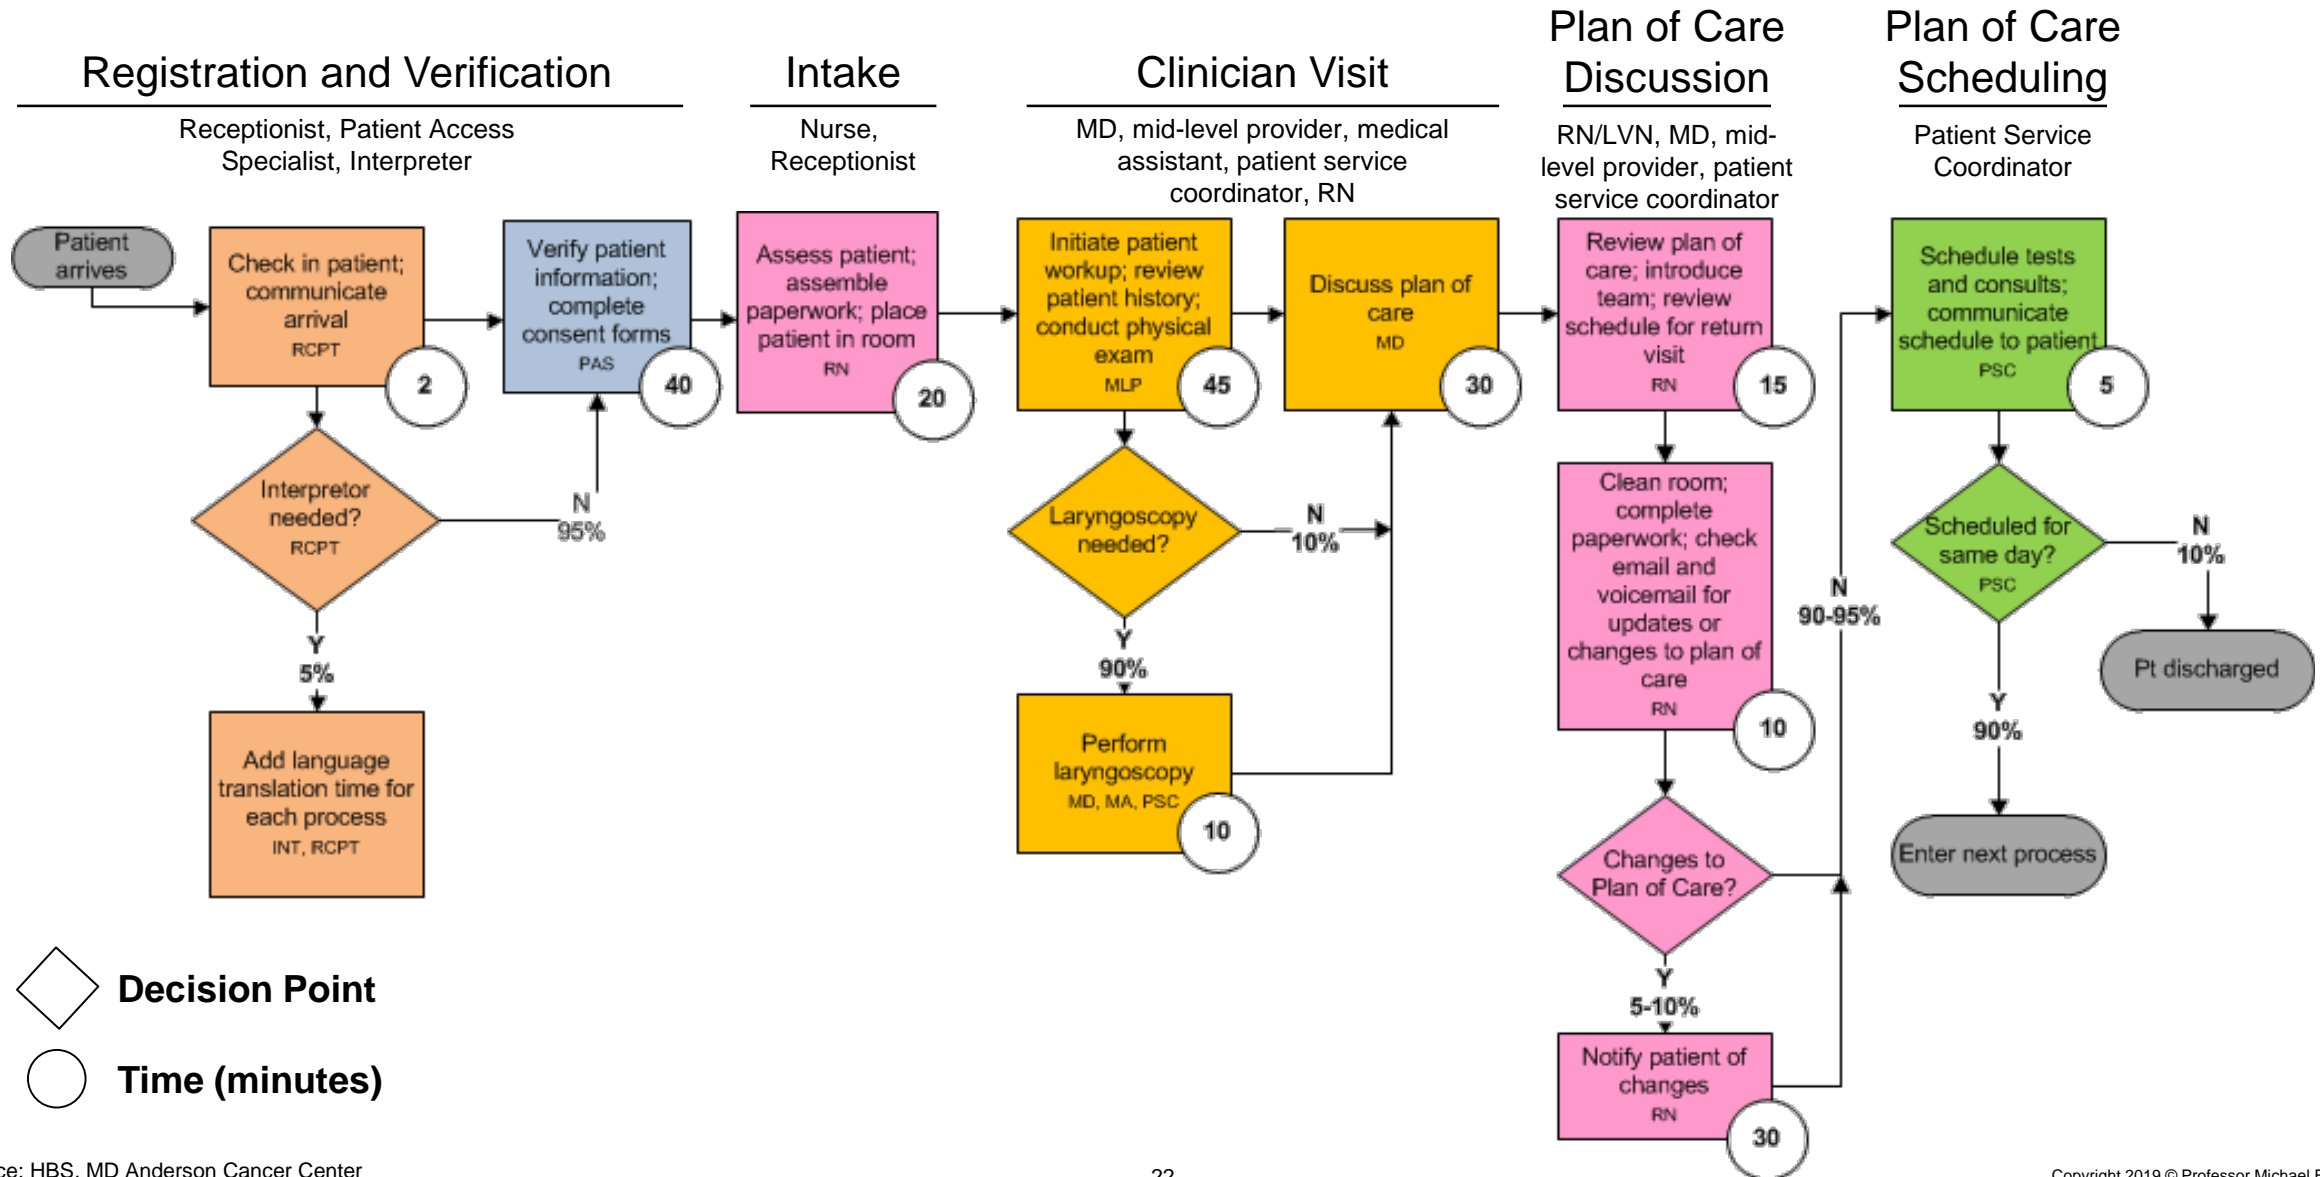 Registration and Verification
Receptionist, Patient Access
Specialist, Interpreter
Intake
Nurse,
Receptionist
Clinician Visit
MD, mid-level provider, medical
assistant, patient service
coordinator, RN
Plan of Care
Discussion
RN/LVN, MD, mid-
level provider, patient
service coordinator
Plan of Care
Scheduling
Patient Service
Coordinator
Patient
arrives
Check in patient;
communicate
arrival
RCPT
2
Interpretor
needed?
RCPT
N
95%
Y
5%
Add language
translation time for
each process
INT, RCPT
Verify patient
information;
complete
consent forms
PAS
40
Assess patient;
assemble
paperwork; place
patient in room
RN
20
Initiate patient
workup; review
patient history;
conduct physical
exam
MLP
45
Laryngoscopy
needed?
N
10%
Y
90%
Perform
laryngoscopy
MD, MA, PSC
10
Discuss plan of
care
MD
30
Review plan of
care; introduce
team; review
schedule for return
visit
RN
15
Clean room;
complete
paperwork; check
email and
voicemail for
updates or
changes to plan of
care
RN
10
Changes to
Plan of Care?
N
90-95%
Y
5-10%
Notify patient of
changes
RN
30
Schedule tests
and consults;
communicate
schedule to patient
PSC
5
Scheduled for
same day?
PSC
N
10%
Pt discharged
Y
90%
Enter next process
Decision Point
Time (minutes)
HBS, MD Anderson Cancer Center
22
Copyright 2019 © Professor Michael